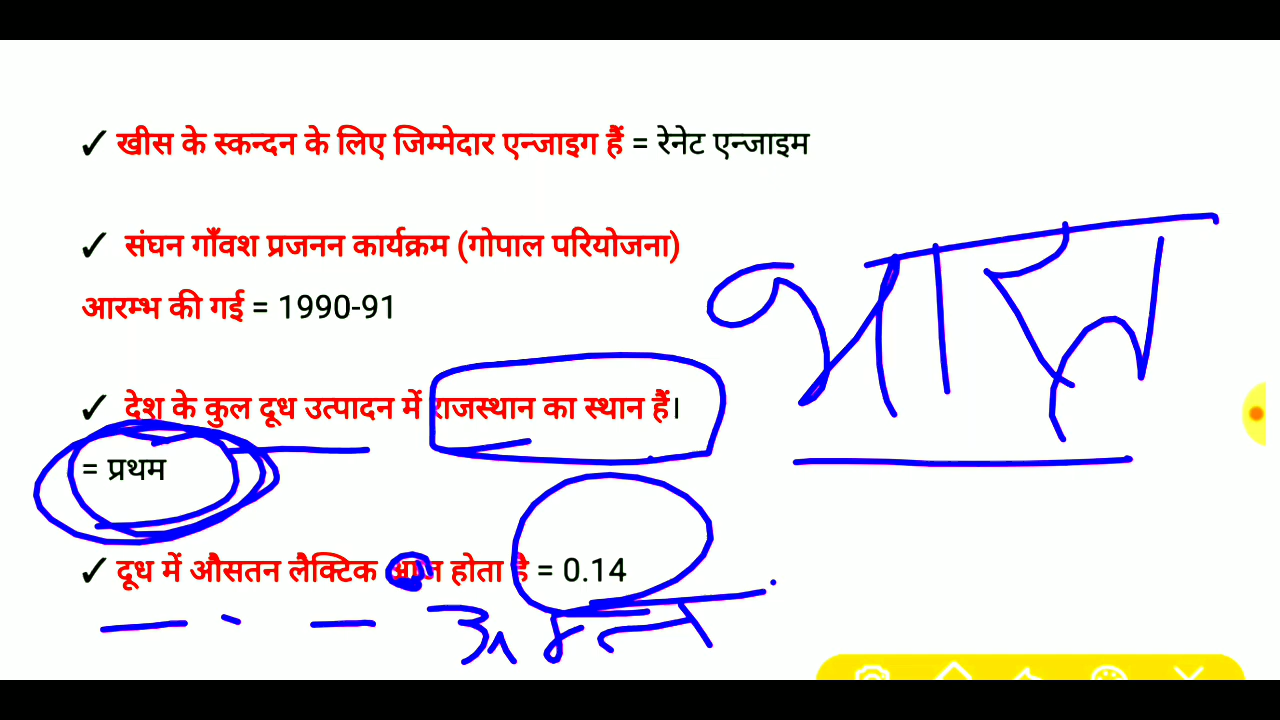 ✓ खीस के स्कन्दन के लिए जिम्मेदार एन्जाइग हैं = रेनेट एन्जाइम
✓ संघन गाँवश प्रजनन कार्यक्रम (गोपाल परियोजना)
आरम्भ की गई = 1990-91
भारत
✓ देश के कुल दूध उत्पादन में राजस्थान का स्थान हैं।
= प्रथम
✓ दूध में औसतन लैक्टिक होता है = 0.14